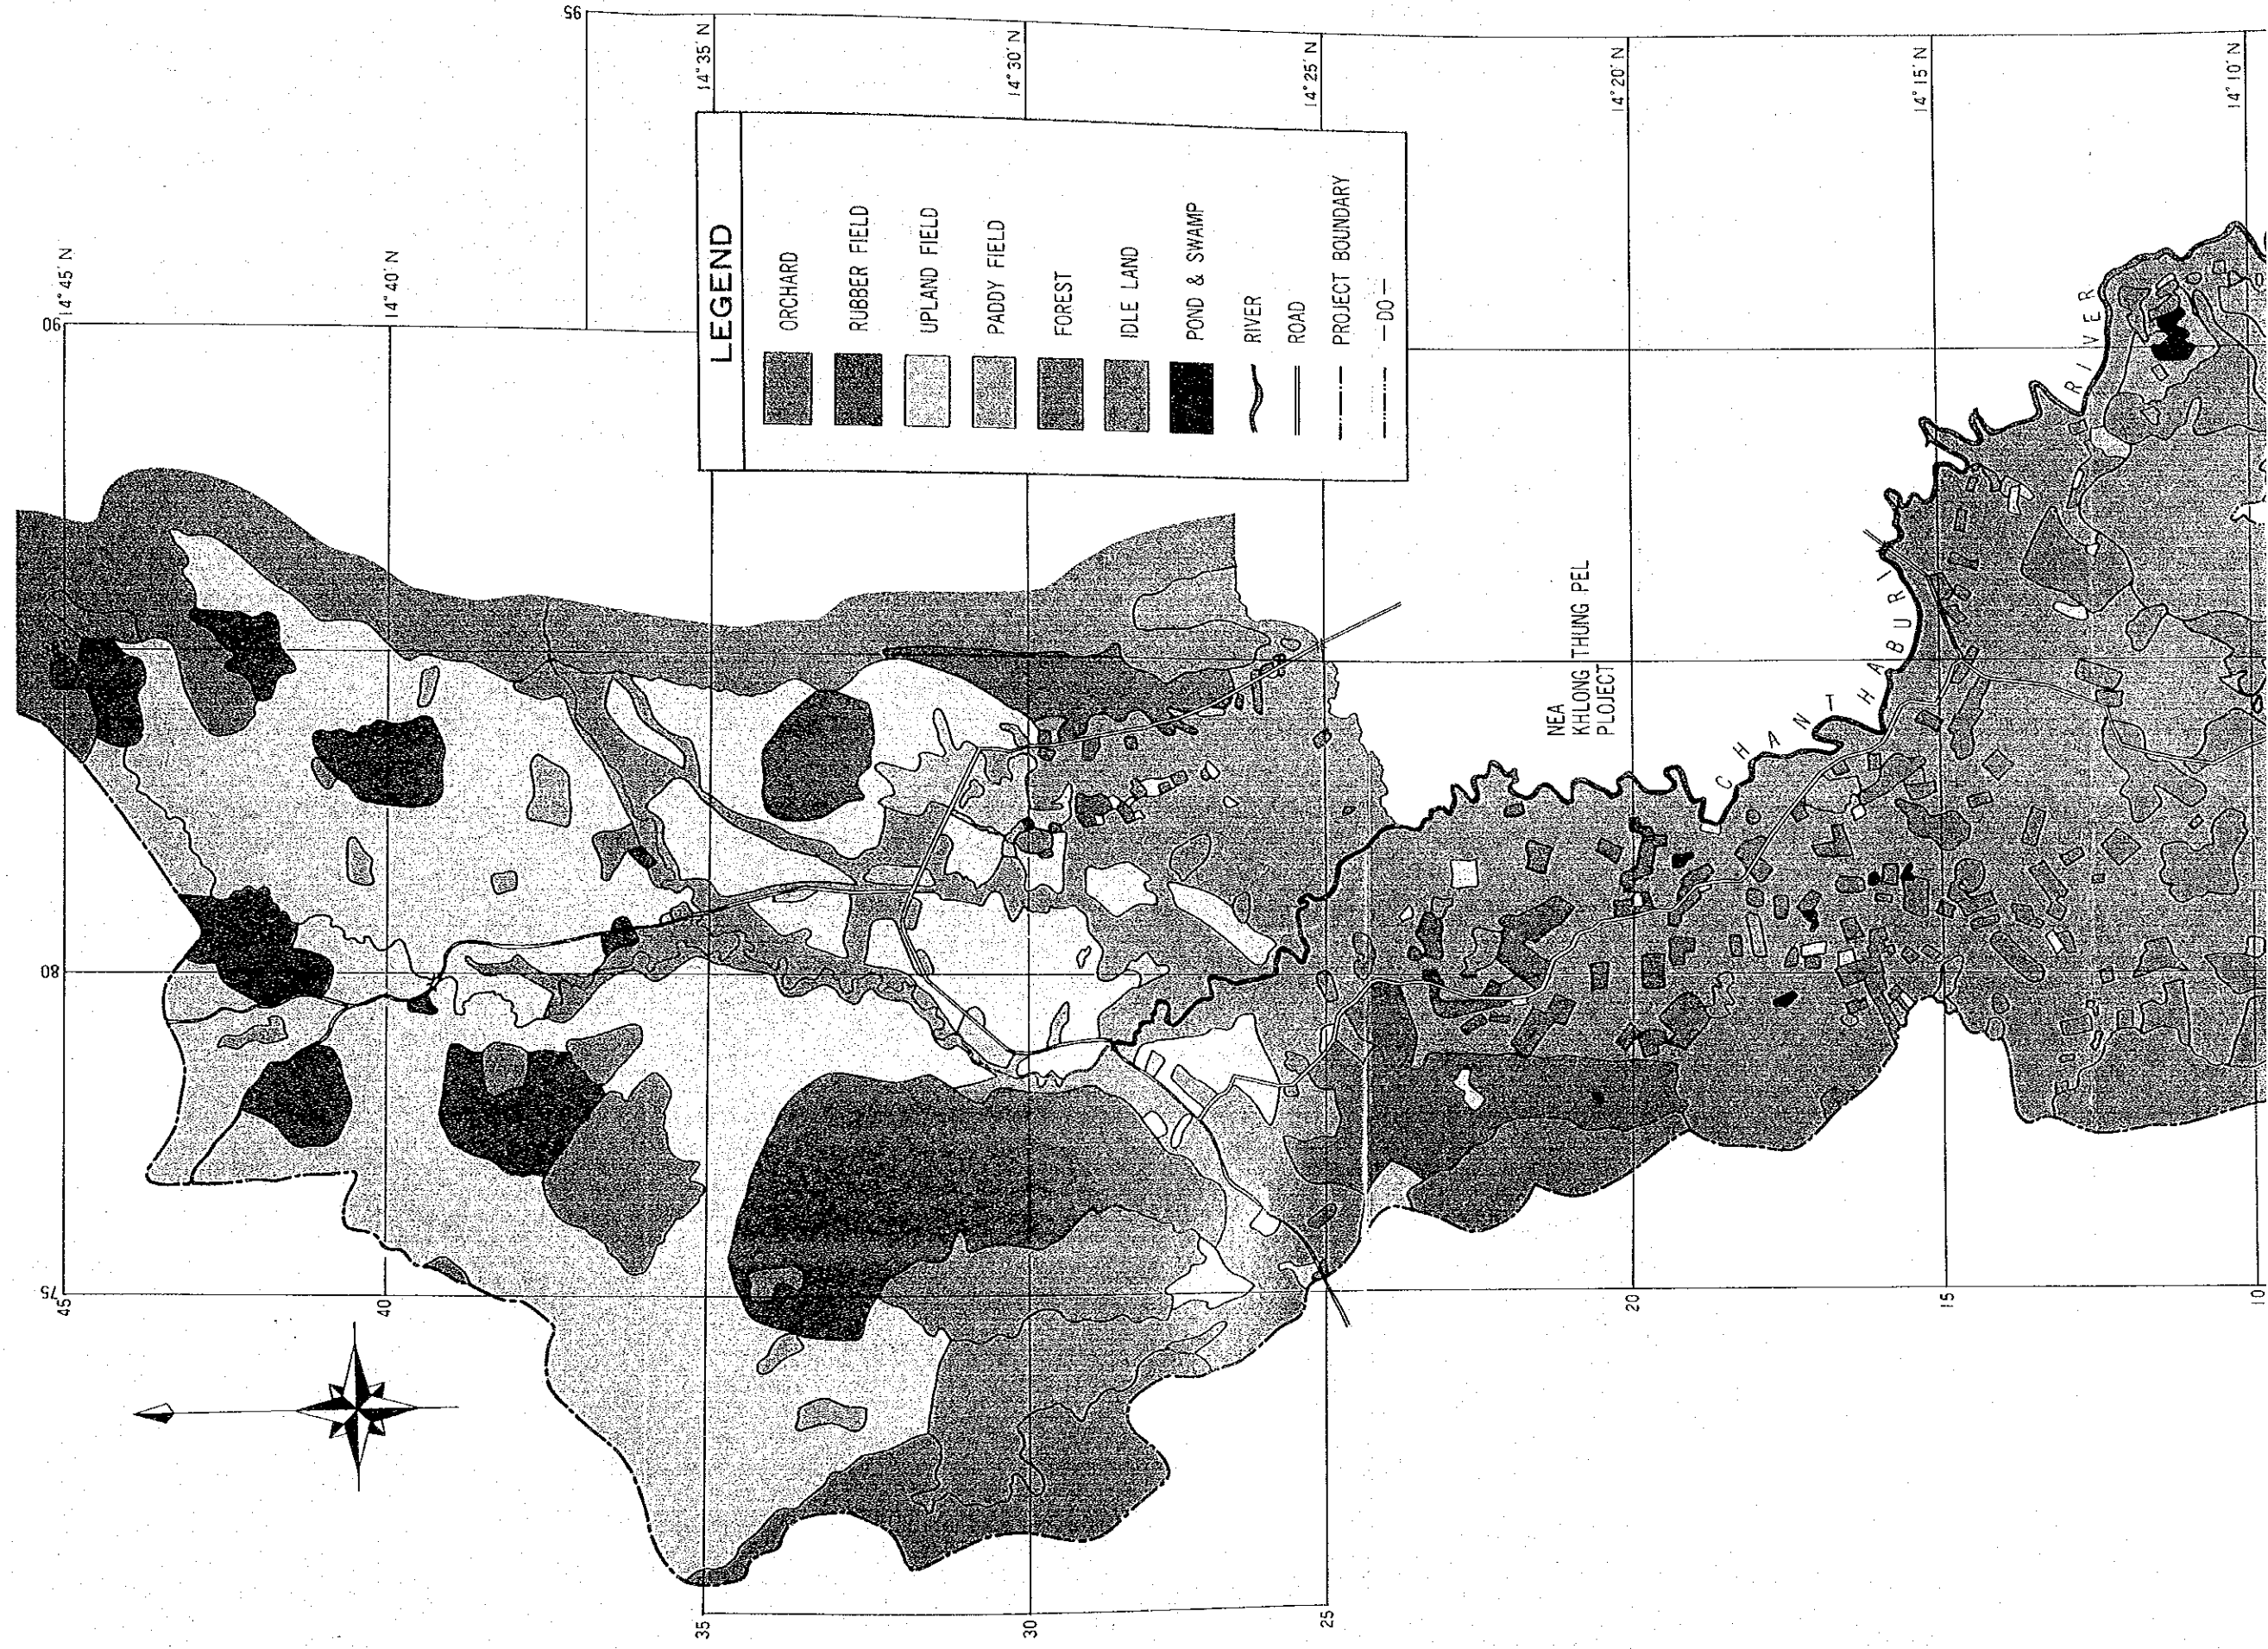 95
90
14° 45' N
14° 40' N
14° 35' N
14° 30' N
14° 25' N
14° 20' N
14° 15' N
14° 10' N
LEGEND
ORCHARD
RUBBER FIELD
UPLAND FIELD
PADDY FIELD
FOREST
IDLE LAND
POND & SWAMP
RIVER
ROAD
PROJECT BOUNDARY
—DO—
NEA
KHLONG THUNG PEL
PLOJECT
CHANTHABURI RIVER
80
75
45
40
35
30
25
20
15
10